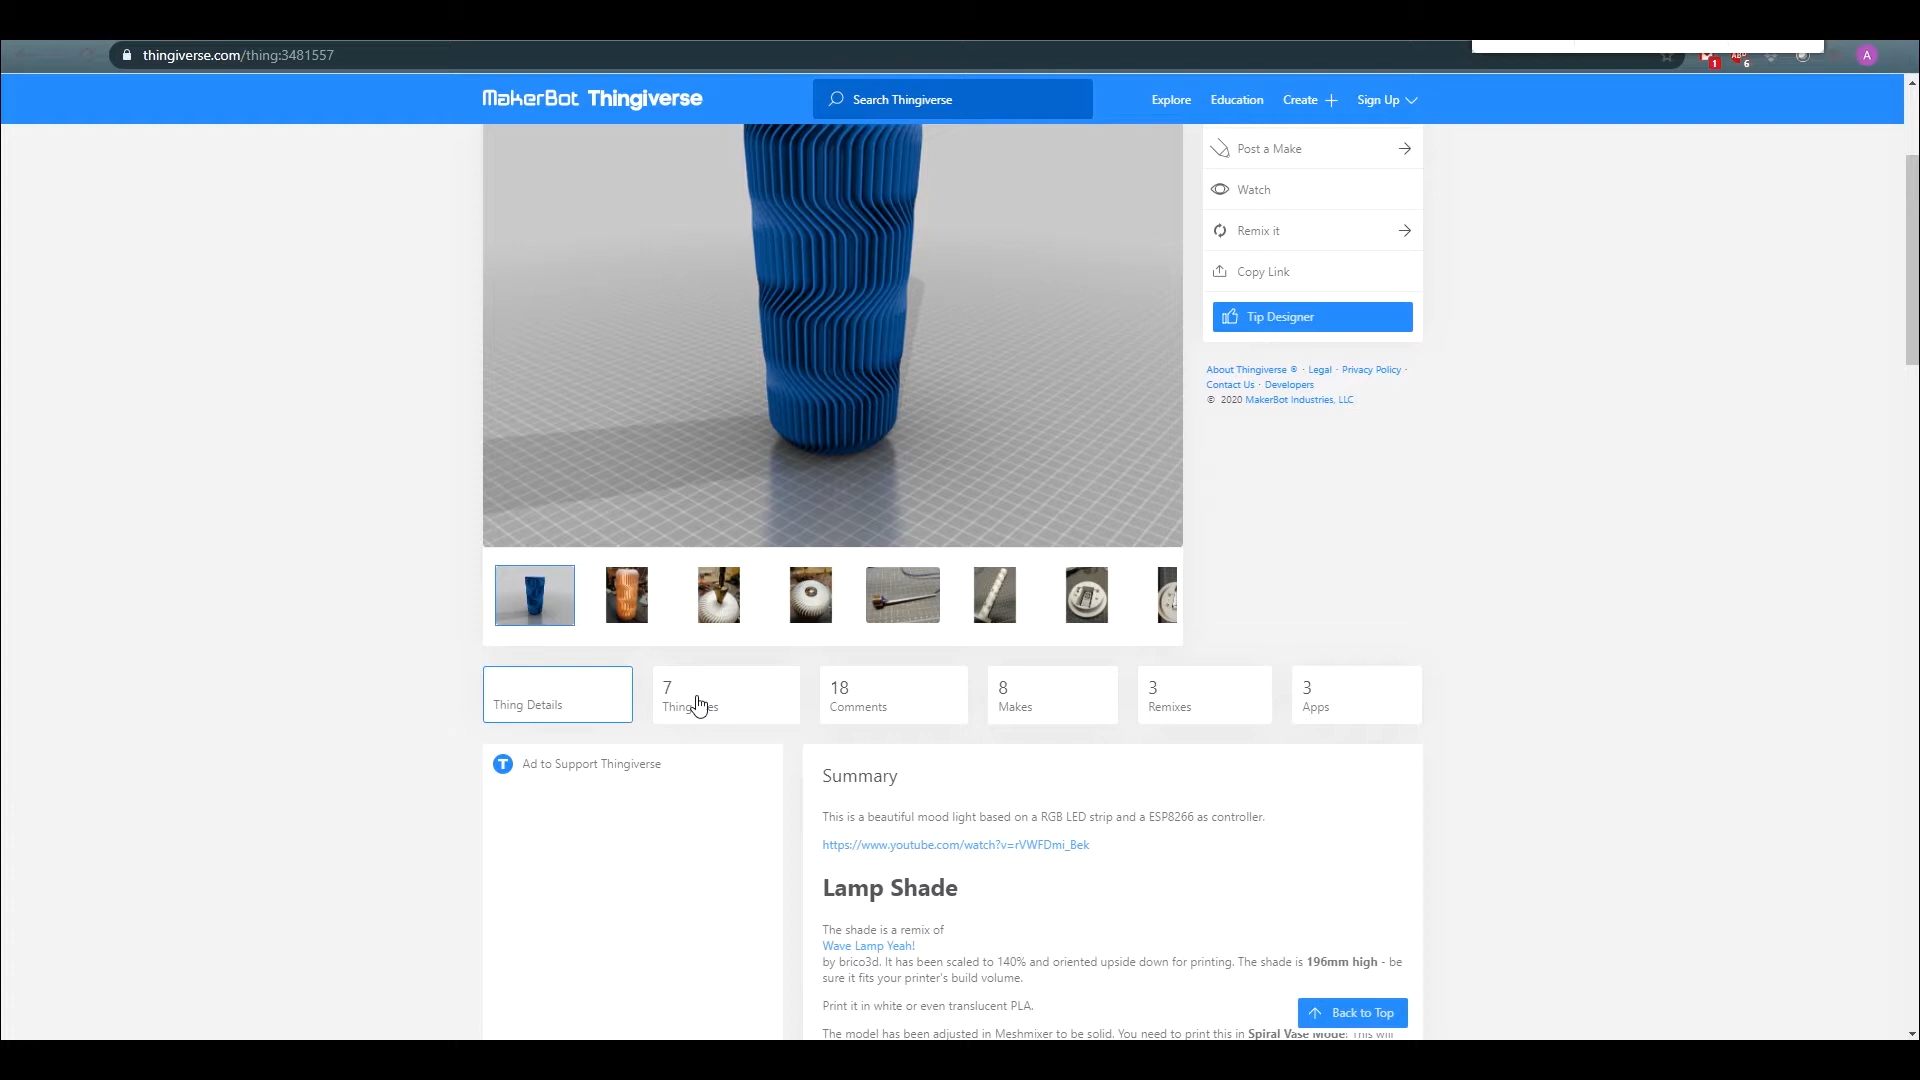 thingiverse.com/thing:3481557
1
6
A
MakerBot Thingiverse
Search Thingiverse
Explore
Education
Create
Sign Up
Post a Make
Watch
Remix it
Copy Link
Tip Designer
About Thingiverse ® · Legal · Privacy Policy ·
Contact Us · Developers
© 2020 MakerBot Industries, LLC
Thing Details
7
18
Comments
8
Makes
3
Remixes
3
Apps
T Ad to Support Thingiverse
Summary
This is a beautiful mood light based on a RGB LED strip and a ESP8266 as controller.
https://www.youtube.com/watch?v=rVWFDmi_Bek
Lamp Shade
The shade is a remix of
Wave Lamp Yeah!
by brico3d. It has been scaled to 140% and oriented upside down for printing. The shade is 196mm high - be
sure it fits your printer's build volume.
Print it in white or even translucent PLA.
Back to Top
The model has been adjusted in Meshmixer to be solid. You need to print this in Spiral Vase Mode! This will